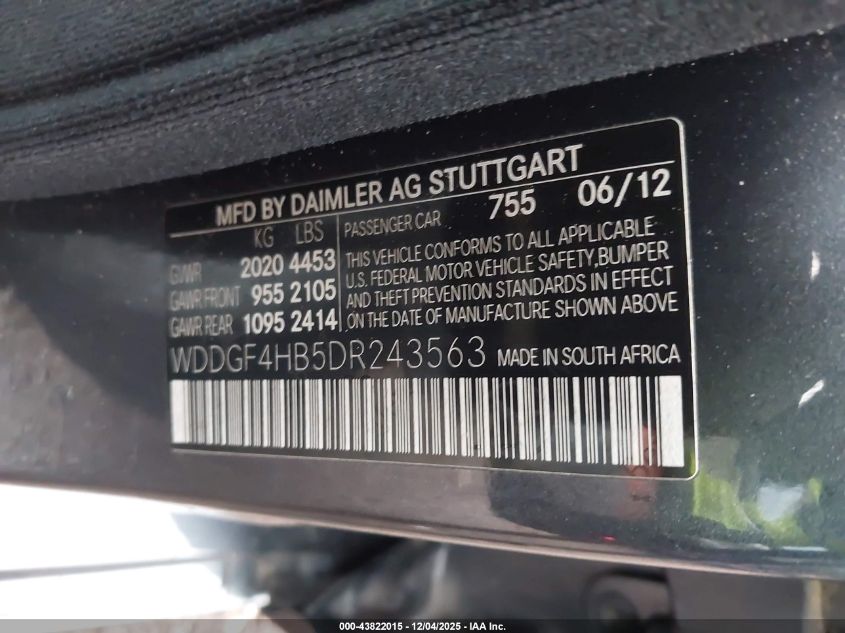 MFD BY DAIMLER AG STUTTGART
KG LBS
GVWR 2020 4453
GAWR FRONT 955 2105
GAWR REAR 1095 2414
PASSENGER CAR 755 06/12
THIS VEHICLE CONFORMS TO ALL APPLICABLE
U.S. FEDERAL MOTOR VEHICLE SAFETY, BUMPER
AND THEFT PREVENTION STANDARDS IN EFFECT
ON THE DATE OF MANUFACTURE SHOWN ABOVE
WDDGF4HB5DR243563 MADE IN SOUTH AFRICA
000-43822015 - 12/04/2025 - IAA Inc.